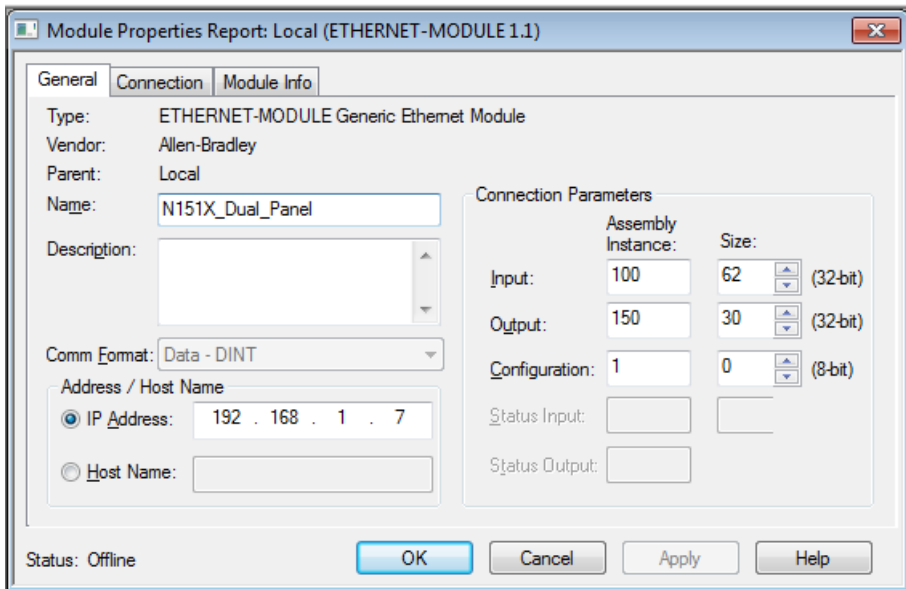 Module Properties Report: Local (ETHERNET-MODULE 1.1)
General Connection Module Info
Type: ETHERNET-MODULE Generic Ethernet Module
Vendor: Allen-Bradley
Parent: Local
Name: N151X_Dual_Panel
Description:
Comm Format: Data - DINT
Address / Host Name
IP Address: 192 . 168 . 1 . 7
Host Name:
Connection Parameters
Assembly
Instance: Size:
Input: 100 62 (32-bit)
Output: 150 30 (32-bit)
Configuration: 1 0 (8-bit)
Status Input:
Status Output:
Status: Offline OK Cancel Apply Help